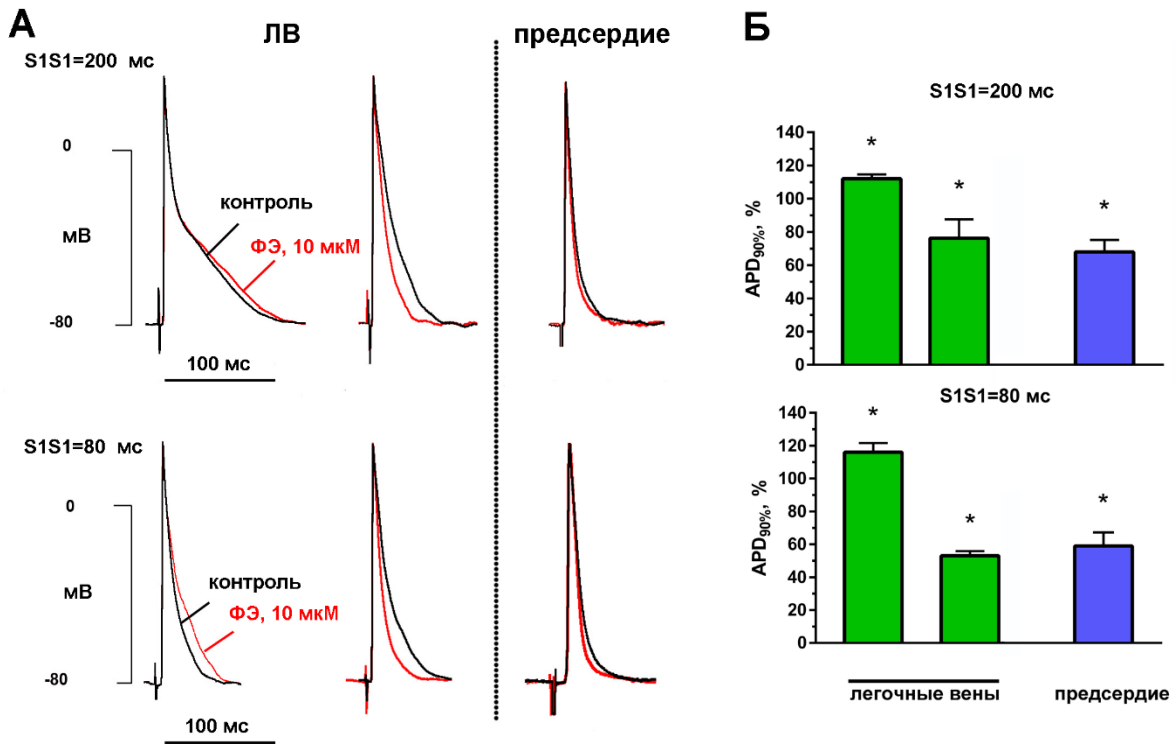 А
ЛВ
предсердие
S1S1=200 мс
0
мВ
-80
контроль
ФЭ, 10 мкМ
100 мс
S1S1=80 мс
0
мВ
-80
контроль
ФЭ, 10 мкМ
100 мс
Б
S1S1=200 мс
APD90%, %
140
120
100
80
60
40
20
0
*
*
*
S1S1=80 мс
APD90%, %
140
120
100
80
60
40
20
0
*
*
*
легочные вены
предсердие